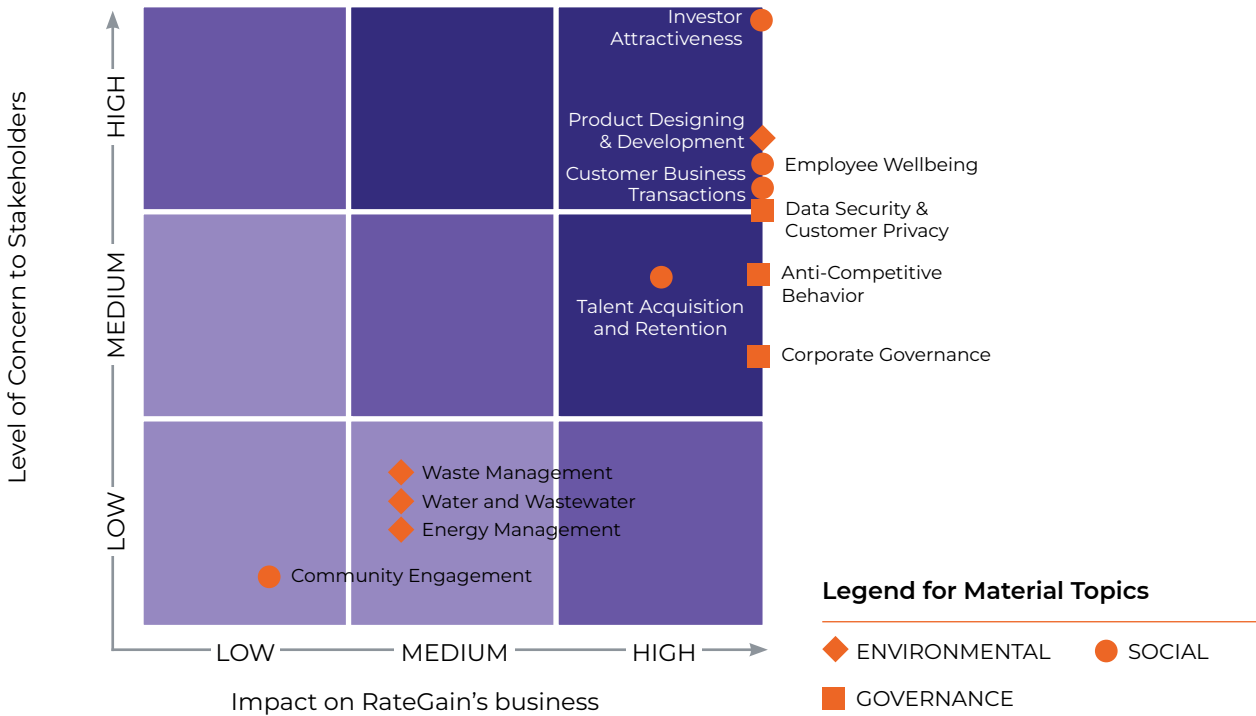 Level of Concern to Stakeholders
HIGH
MEDIUM
LOW
Investor
Attractiveness
Product Designing
& Development
Employee Wellbeing
Customer Business
Transactions
Data Security &
Customer Privacy
Anti-Competitive
Behavior
Talent Acquisition
and Retention
Corporate Governance
Waste Management
Water and Wastewater
Energy Management
Community Engagement
LOW
MEDIUM
HIGH
Impact on RateGain’s business
Legend for Material Topics
ENVIRONMENTAL
SOCIAL
GOVERNANCE